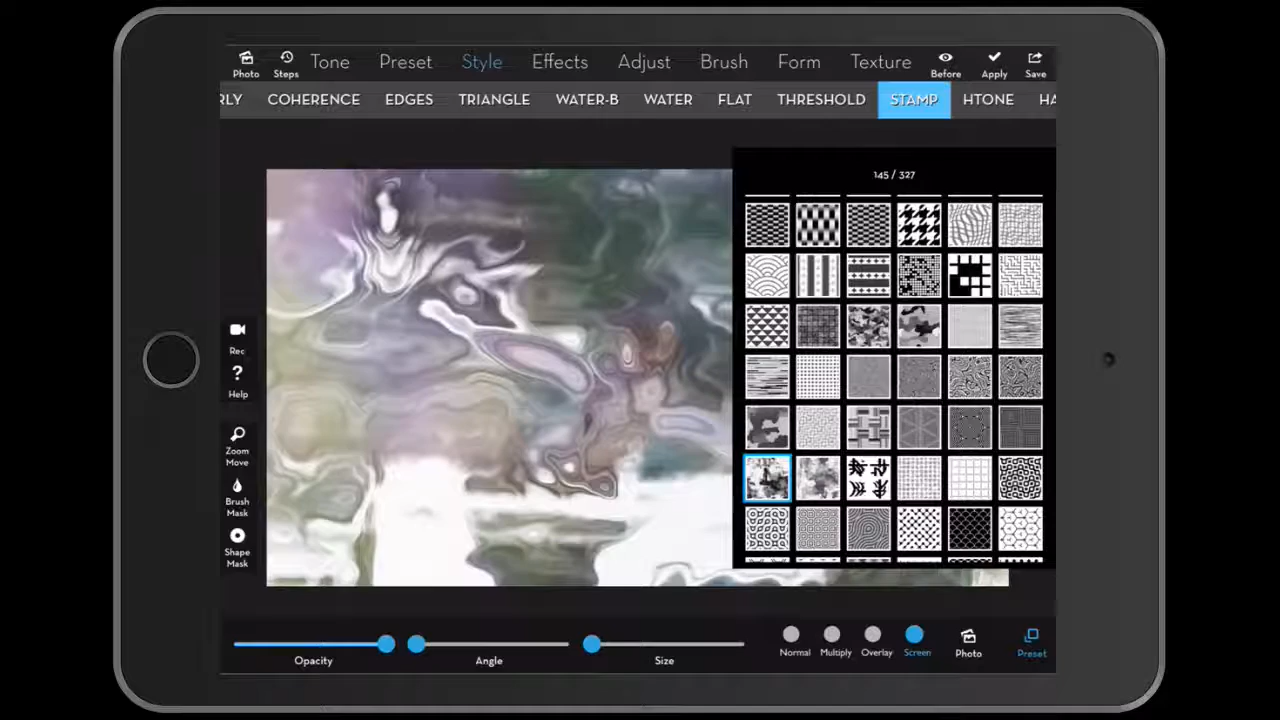 Photo Steps Tone Preset Style Effects Adjust Brush Form Texture Before Apply Save
RLY COHERENCE EDGES TRIANGLE WATER-B WATER FLAT THRESHOLD STAMP HTONE HA
145 / 327
Rec
Help
Zoom
Move
Brush
Mask
Shape
Mask
Opacity Angle Size Normal Multiply Overlay Screen Photo Preset